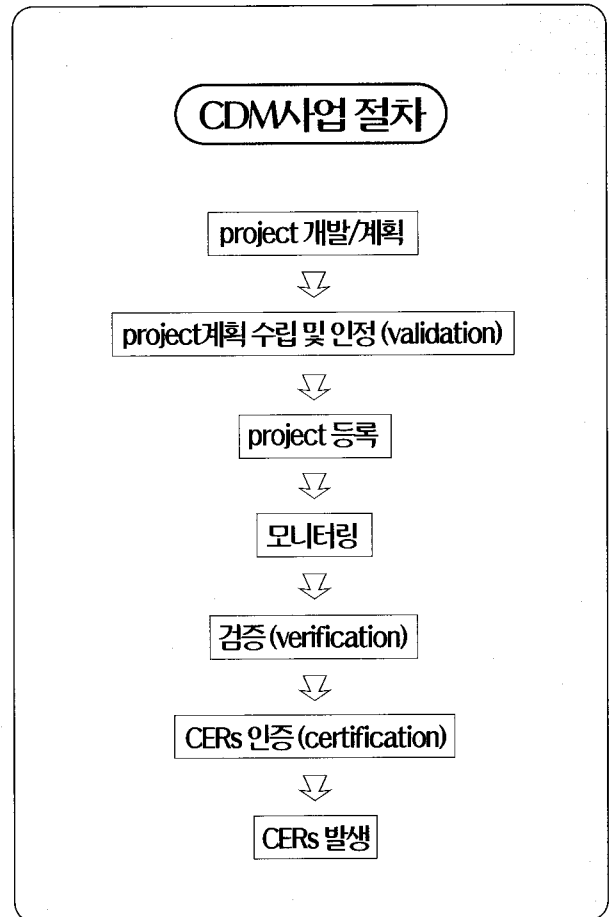 CDM사업 절차
project 개발/계획
project계획 수립 및 인정 (validation)
project 등록
모니터링
검증 (verification)
CERs 인증 (certification)
CERs 발생